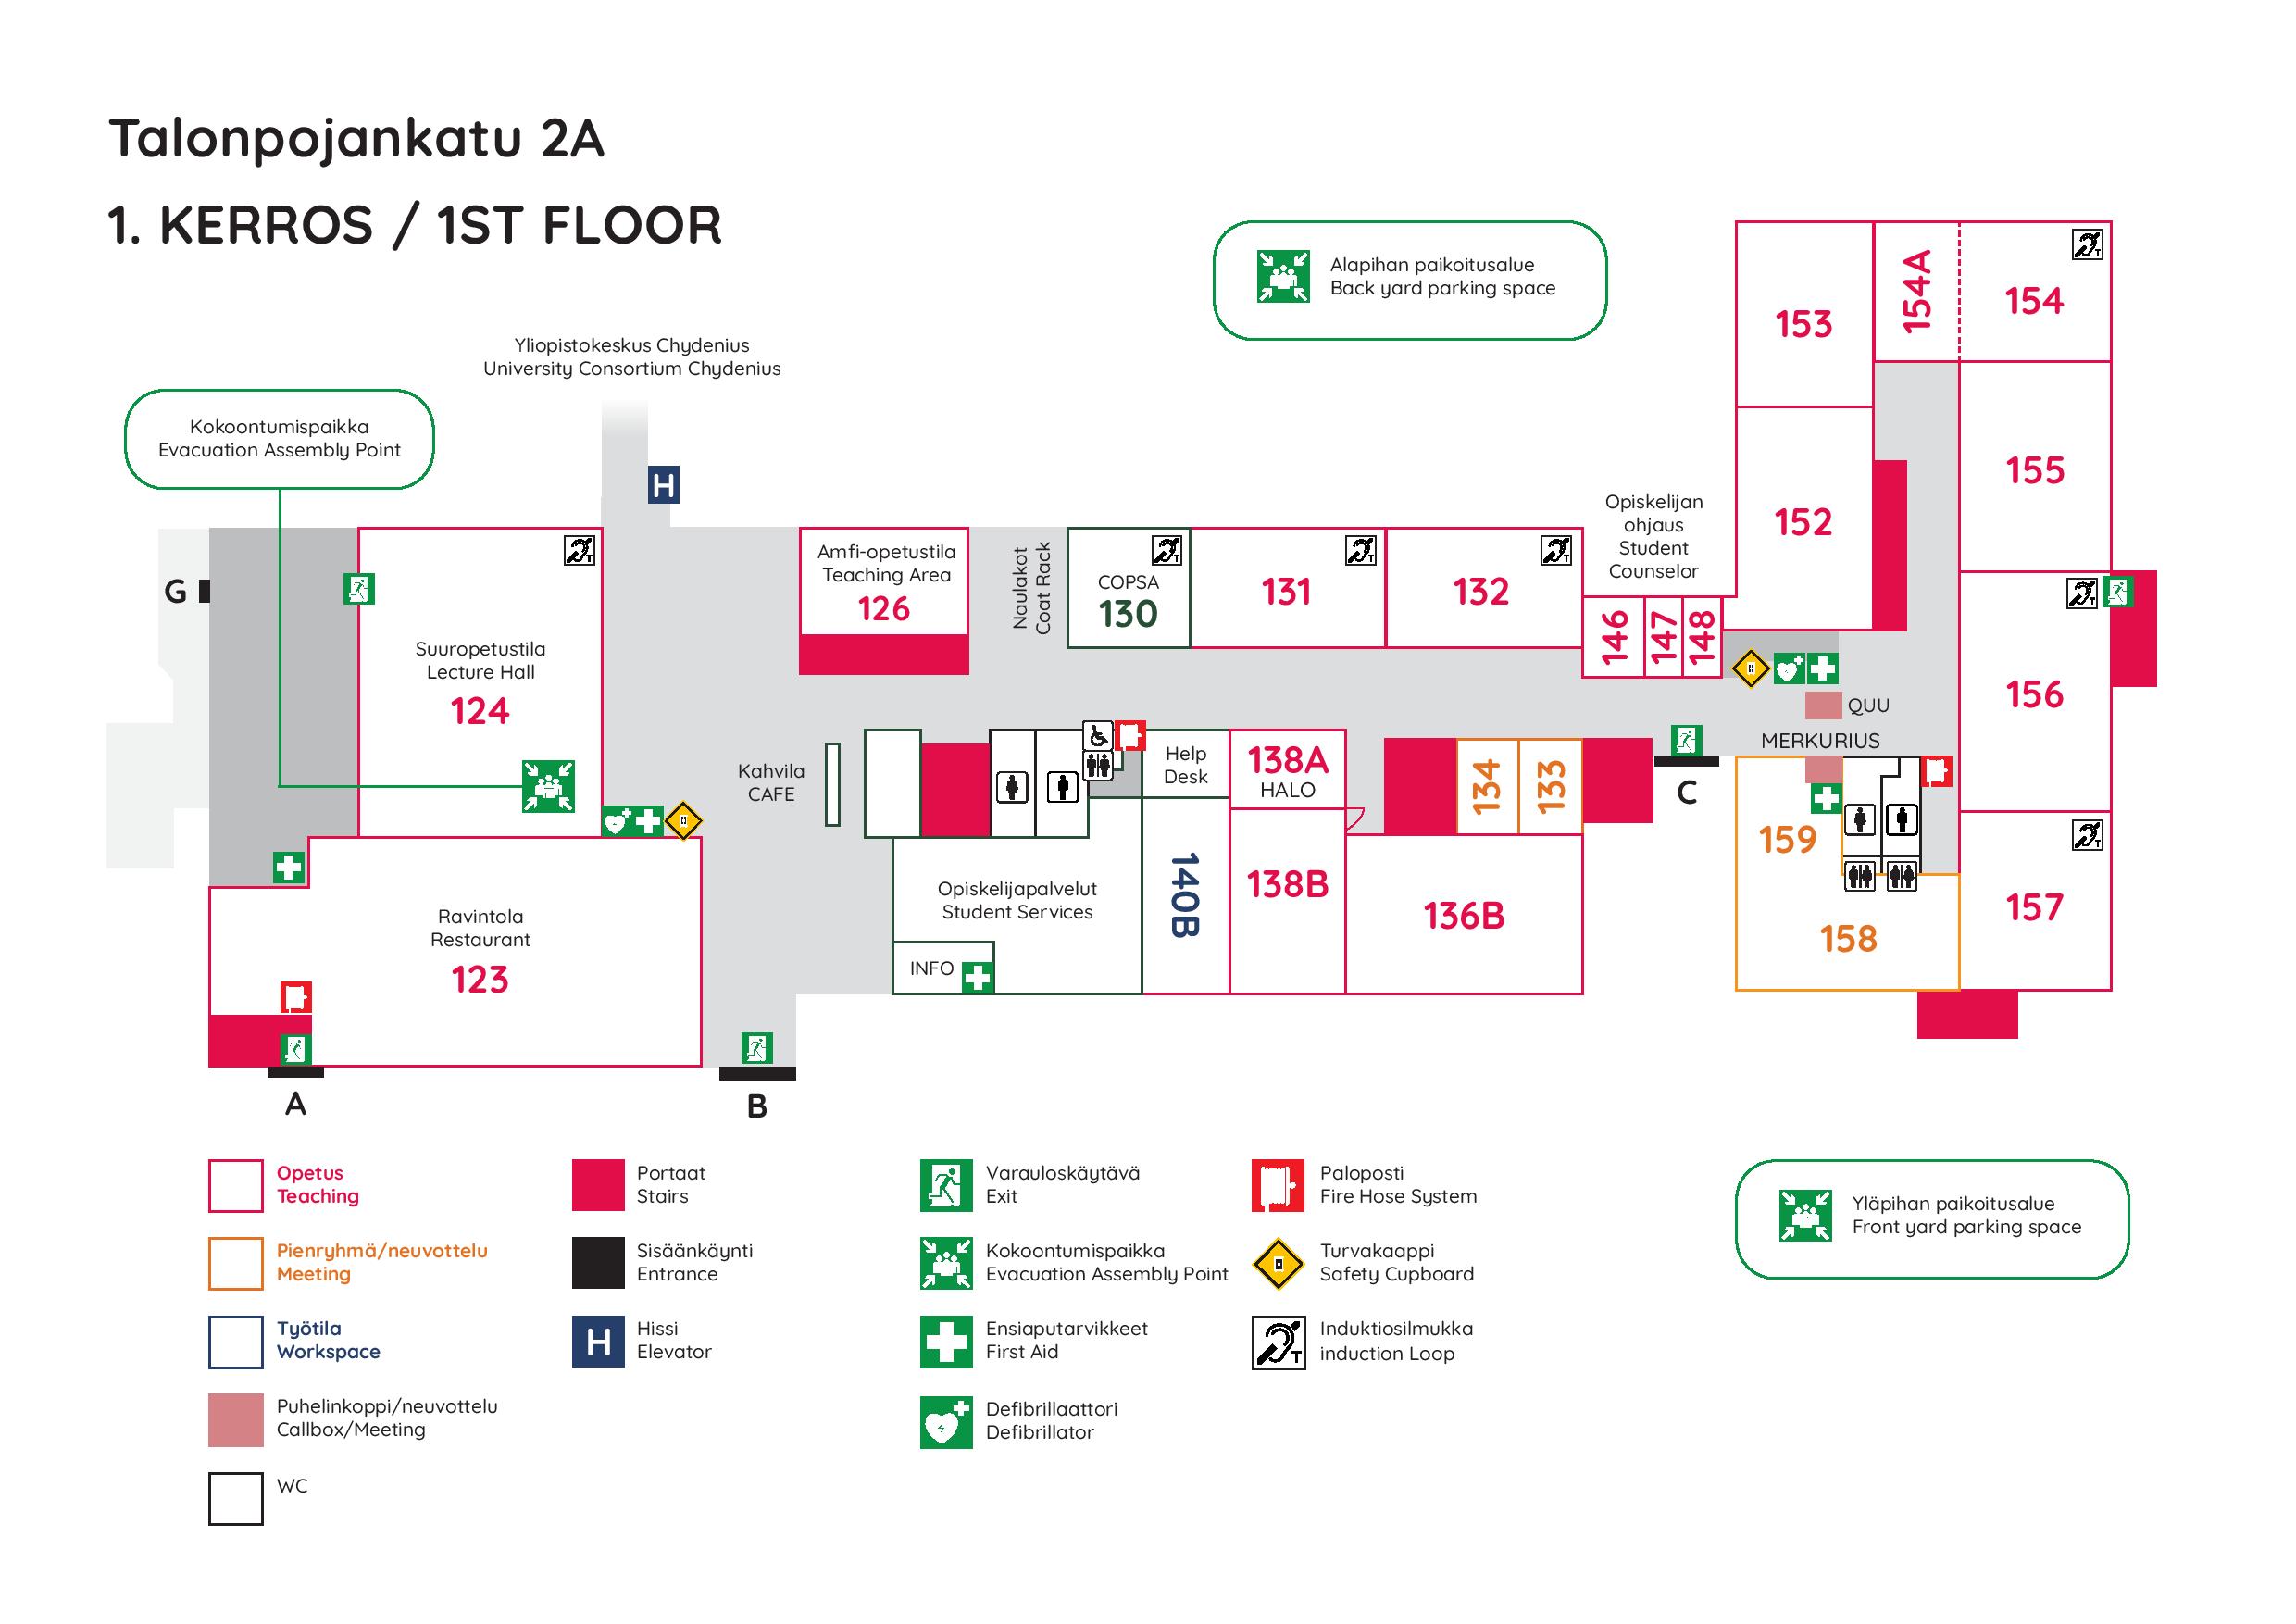 Talonpojankatu 2A
1. KERROS / 1ST FLOOR
Alapihan paikoitusalue
Back yard parking space
Yliopistokeskus Chydenius
University Consortium Chydenius
Kokoontumispaikka
Evacuation Assembly Point
H
G
Suuropetustila
Lecture Hall
124
Amfi-opetustila
Teaching Area
126
Naulakot
Coat Rack
COPSA
130
T
131
T
132
T
T
Opiskelijan
ohjaus
Student
Counselor
146
147
148
153
154A
154
T
152
155
156
T
QUU
MERKURIUS
Kahvila
CAFE
Help
Desk
138A
HALO
134
133
C
159
158
157
T
Opiskelijapalvelut
Student Services
140B
138B
136B
INFO
Ravintola
Restaurant
123
A
B
Opetus
Teaching
Pienryhmä/neuvottelu
Meeting
Työtila
Workspace
Puhelinkoppi/neuvottelu
Callbox/Meeting
WC
Portaat
Stairs
Sisäänkäynti
Entrance
H
Hissi
Elevator
Varauloskäytävä
Exit
Kokoontumispaikka
Evacuation Assembly Point
Ensiaputarvikkeet
First Aid
Defibrillaattori
Defibrillator
Paloposti
Fire Hose System
Turvakaappi
Safety Cupboard
T
Induktiosilmukka
induction Loop
Yläpihan paikoitusalue
Front yard parking space